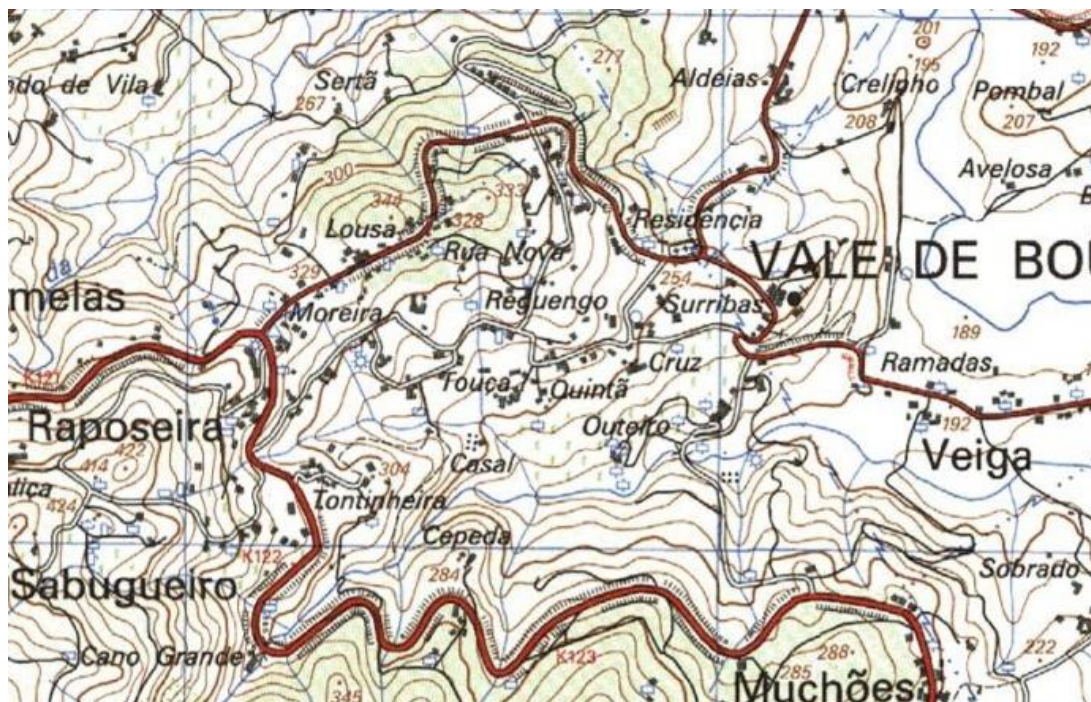 201
192
277
195
Aldeias
Sertã
Crelinho
ndo de Vila
267
Pombal
208
207
Avelosa
300
333
344
328
Residência
Lousa
Rua Nova
VALE DE BOU
329
254
melas
Reguengo
Surribas
Moreira
189
Cruz
Ramadas
K121
Touça
Quintã
Raposeira
Outeiro
192
Veiga
422
414
304
Casal
tiça
424
Tontinheira
Cepeda
K122
Sobrado
284
Sabugueiro
222
Cano Grande
K123
288
285
345
Muchões